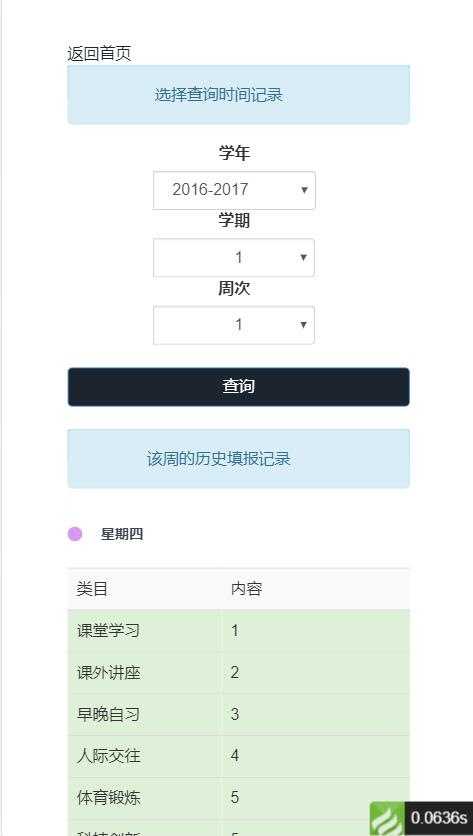 返回首页
选择查询时间记录
学年
2016-2017
学期
1
周次
1
查询
该周的历史填报记录
星期四
类目 内容
课堂学习 1
课外讲座 2
早晚自习 3
人际交往 4
体育锻炼 5
0.0636s